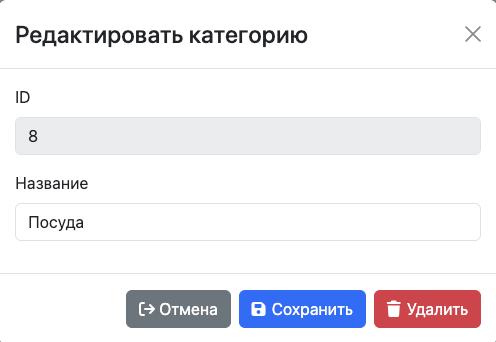 Редактировать категорию
ID
8
Название
Посуда
Отмена Сохранить Удалить